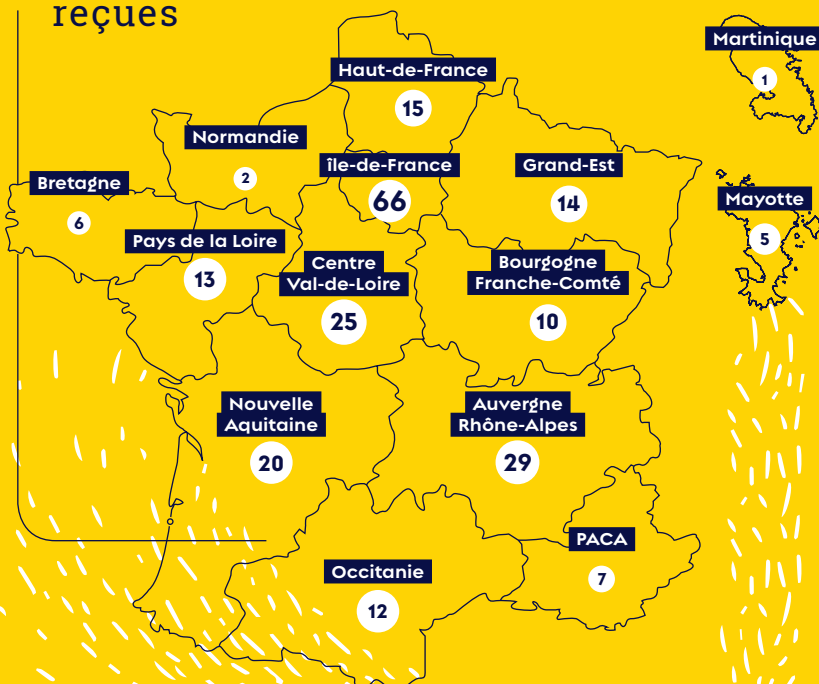 reçues
Martinique
1
Haut-de-France
15
Normandie
2
île-de-France
66
Grand-Est
14
Bretagne
6
Mayotte
5
Pays de la Loire
13
Centre
Val-de-Loire
25
Bourgogne
Franche-Comté
10
Nouvelle
Aquitaine
20
Auvergne
Rhône-Alpes
29
PACA
7
Occitanie
12